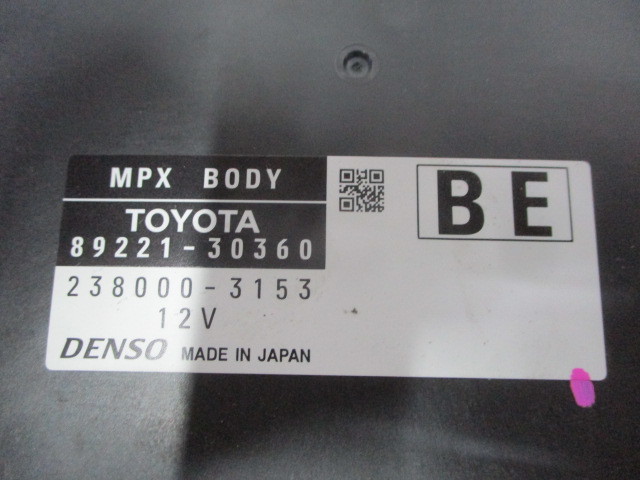 MPX BODY
BE
TOYOTA
89221-30360
238000-3153
12V
DENSO MADE IN JAPAN